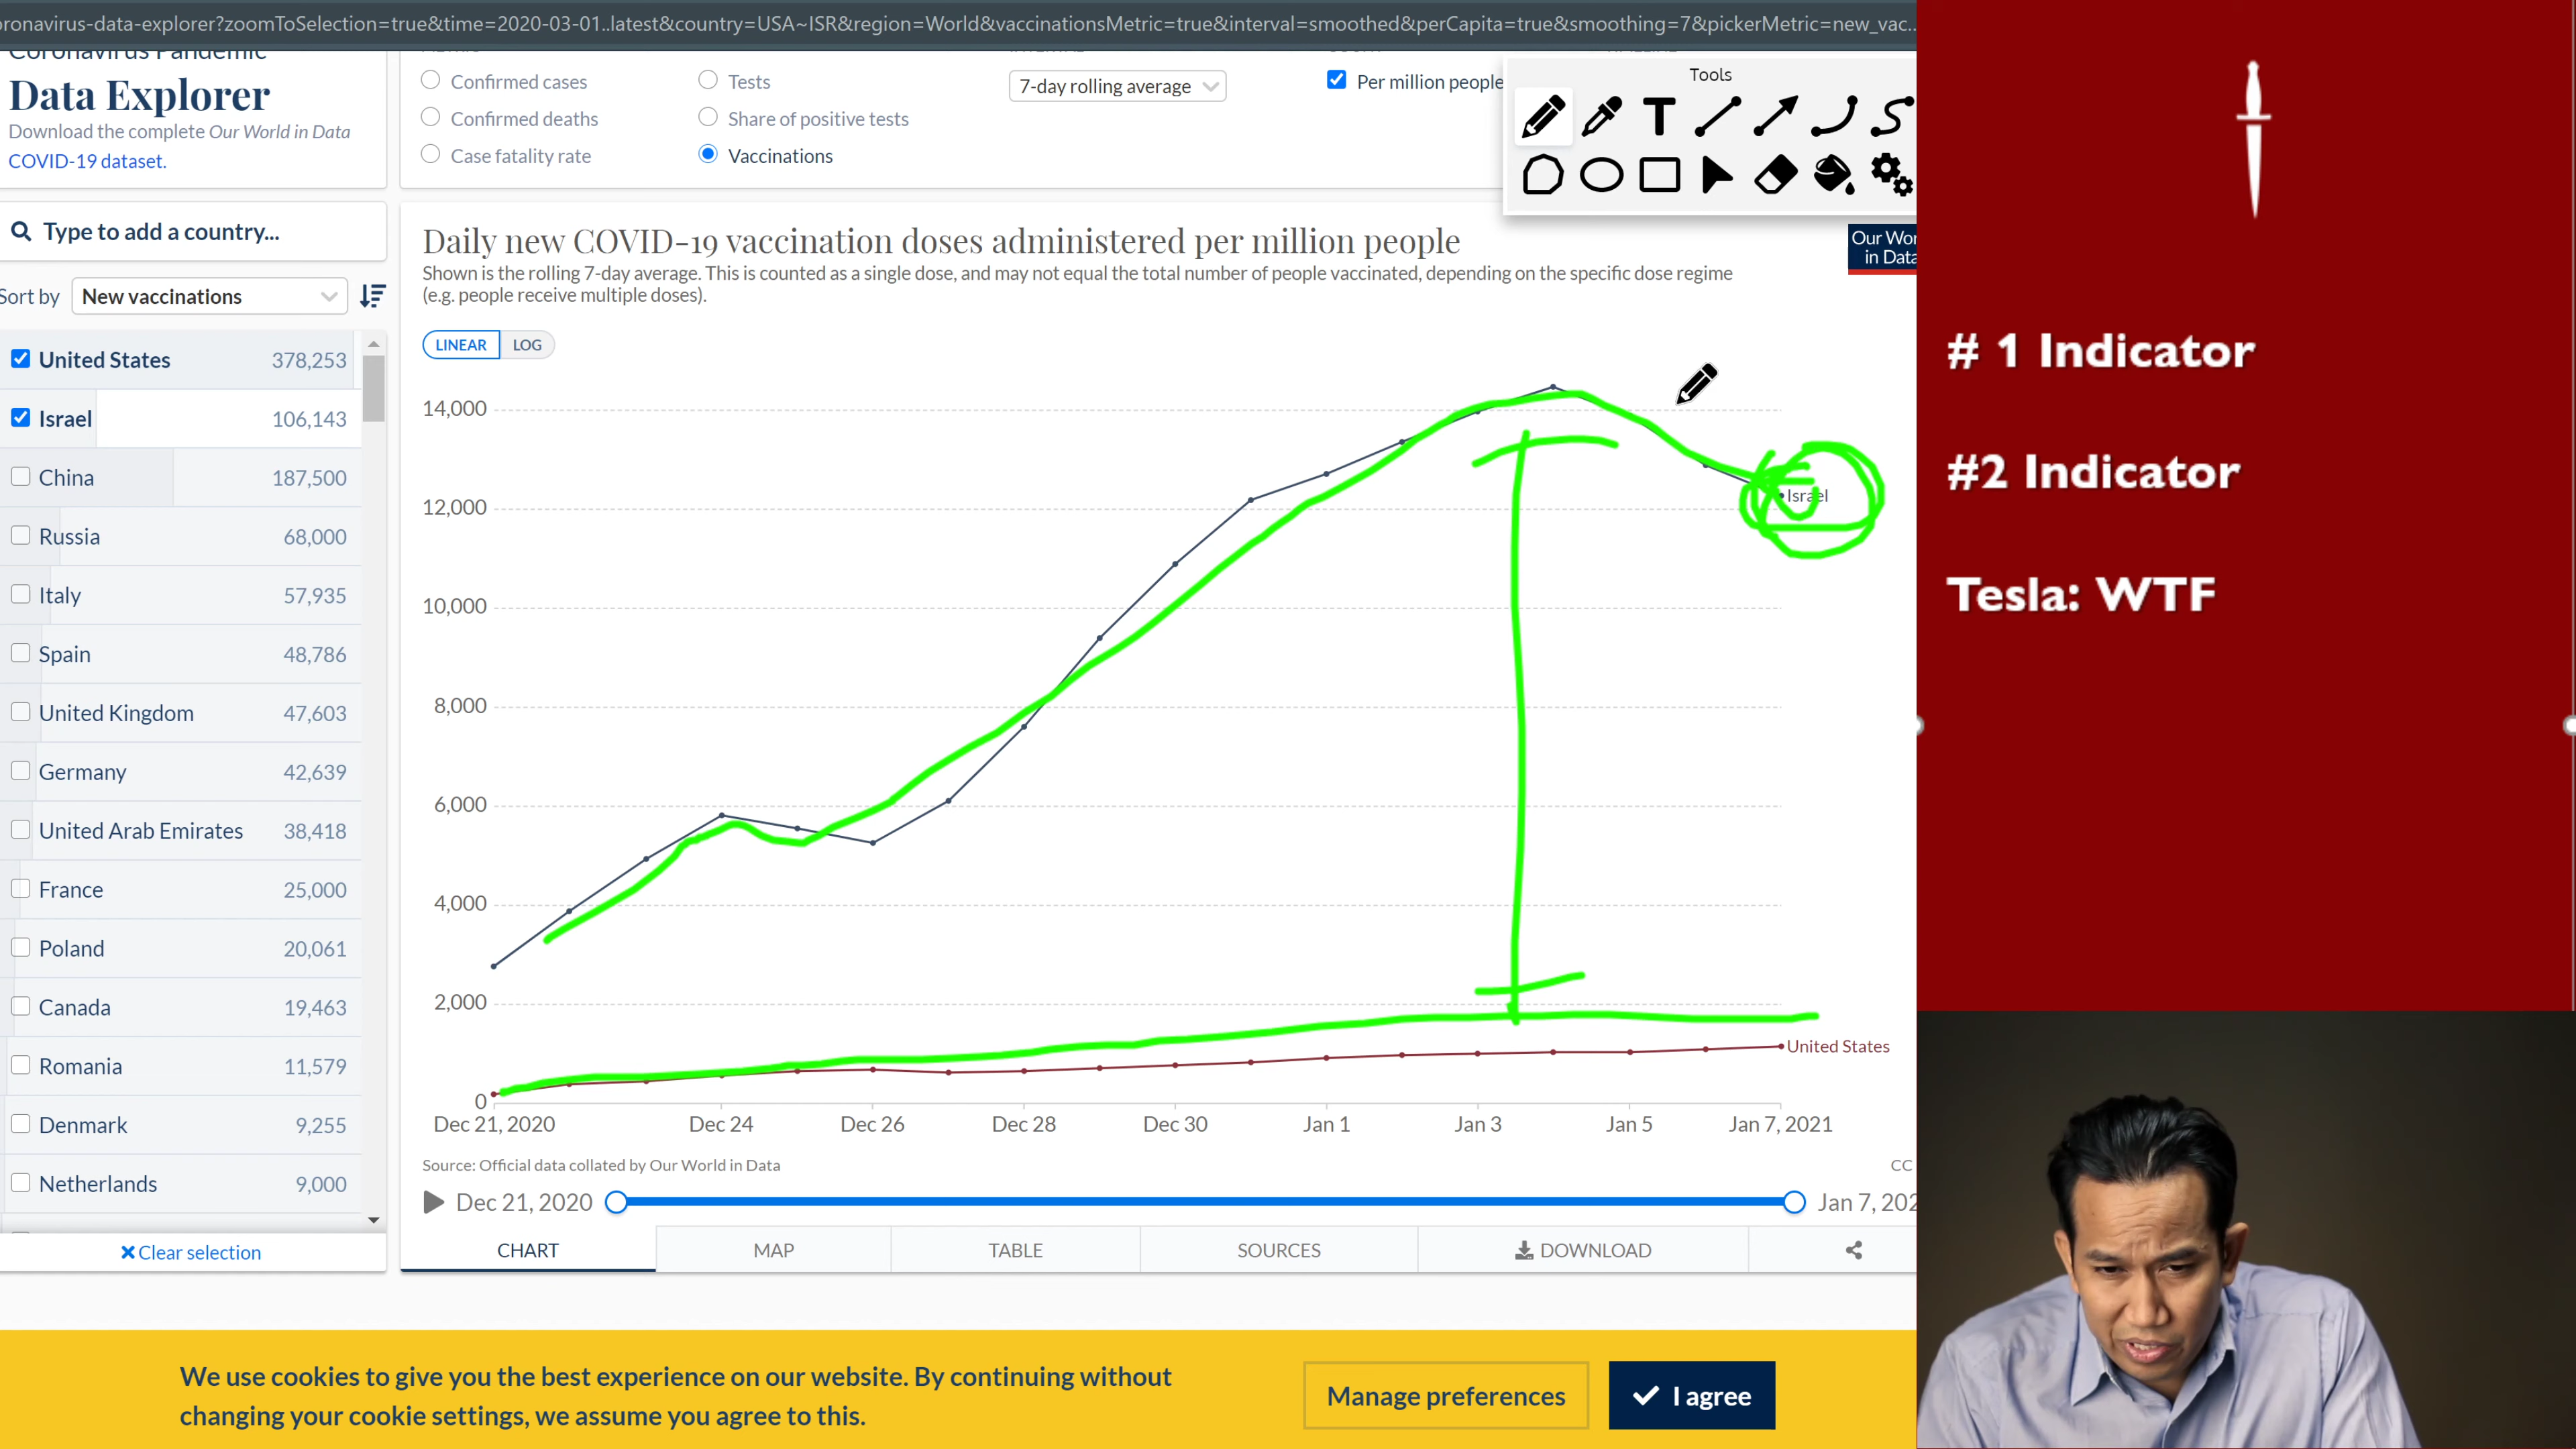 oronavirus-data-explorer?zoomToSelection=true&time=2020-03-01..latest&country=USA~ISR&region=World&vaccinationsMetric=true&interval=smoothed&perCapita=true&smoothing=7&pickerMetric=new_vac...
Coronavirus Pandemic
Data Explorer
Download the complete Our World in Data
COVID-19 dataset.
Confirmed cases
Confirmed deaths
Case fatality rate
Tests
Share of positive tests
Vaccinations
7-day rolling average
Per million people
Tools
T
Type to add a country...
Sort by New vaccinations
United States 378,253
Israel 106,143
China 187,500
Russia 68,000
Italy 57,935
Spain 48,786
United Kingdom 47,603
Germany 42,639
United Arab Emirates 38,418
France 25,000
Poland 20,061
Canada 19,463
Romania 11,579
Denmark 9,255
Netherlands 9,000
Clear selection
Daily new COVID-19 vaccination doses administered per million people
Shown is the rolling 7-day average. This is counted as a single dose, and may not equal the total number of people vaccinated, depending on the specific dose regime
(e.g. people receive multiple doses).
Our Wor
in Data
LINEAR LOG
14,000
12,000
10,000
8,000
6,000
4,000
2,000
0
Israel
United States
Dec 21, 2020 Dec 24 Dec 26 Dec 28 Dec 30 Jan 1 Jan 3 Jan 5 Jan 7, 2021
Source: Official data collated by Our World in Data
CC
Dec 21, 2020 Jan 7, 202
CHART MAP TABLE SOURCES DOWNLOAD
We use cookies to give you the best experience on our website. By continuing without
changing your cookie settings, we assume you agree to this.
Manage preferences
I agree
# 1 Indicator
#2 Indicator
Tesla: WTF